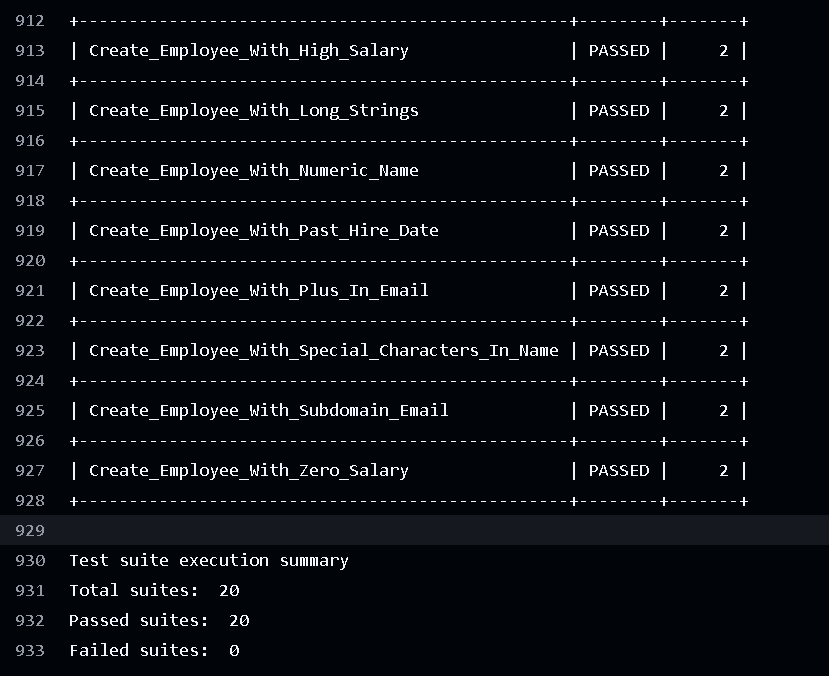 912 +-------------------------------------------------+--------+-------+
913 | Create_Employee_With_High_Salary                | PASSED |     2 |
914 +-------------------------------------------------+--------+-------+
915 | Create_Employee_With_Long_Strings               | PASSED |     2 |
916 +-------------------------------------------------+--------+-------+
917 | Create_Employee_With_Numeric_Name               | PASSED |     2 |
918 +-------------------------------------------------+--------+-------+
919 | Create_Employee_With_Past_Hire_Date             | PASSED |     2 |
920 +-------------------------------------------------+--------+-------+
921 | Create_Employee_With_Plus_In_Email              | PASSED |     2 |
922 +-------------------------------------------------+--------+-------+
923 | Create_Employee_With_Special_Characters_In_Name | PASSED |     2 |
924 +-------------------------------------------------+--------+-------+
925 | Create_Employee_With_Subdomain_Email            | PASSED |     2 |
926 +-------------------------------------------------+--------+-------+
927 | Create_Employee_With_Zero_Salary                | PASSED |     2 |
928 +-------------------------------------------------+--------+-------+
929
930 Test suite execution summary
931 Total suites:  20
932 Passed suites:  20
933 Failed suites:  0